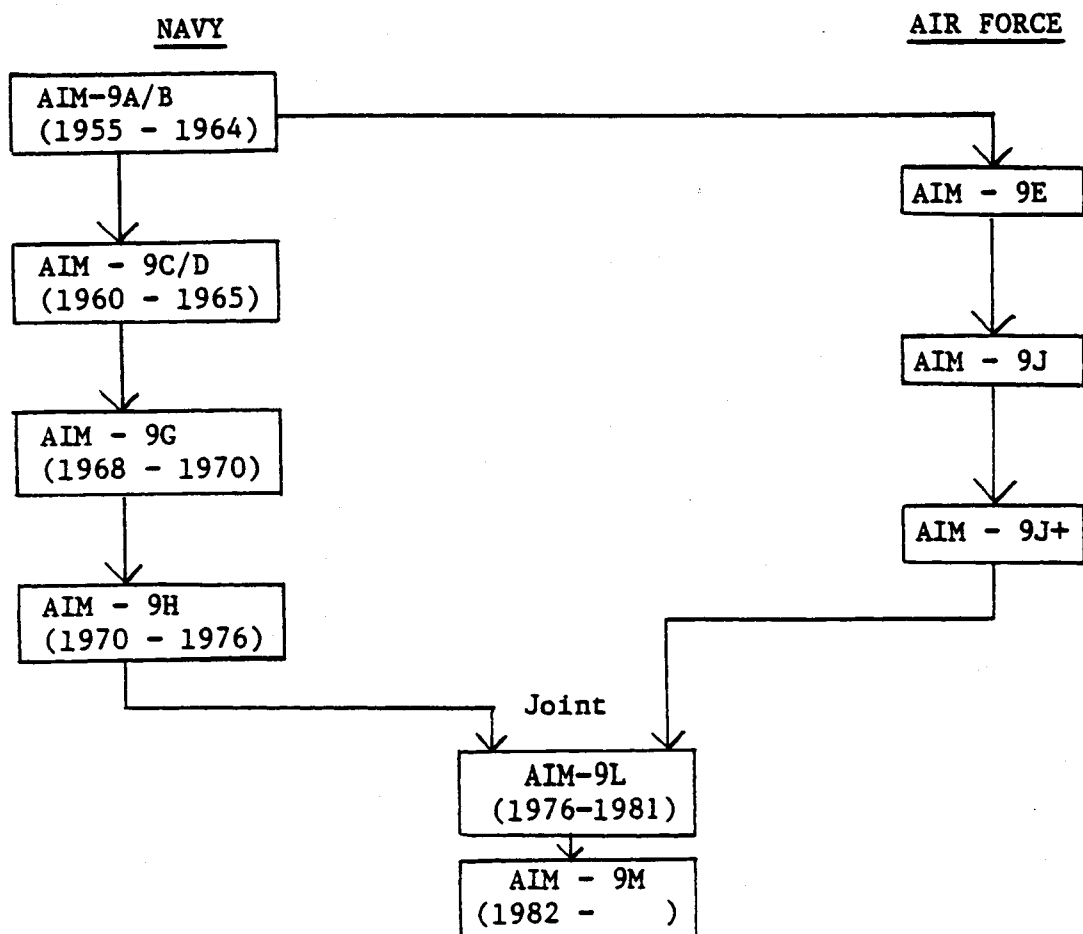 NAVY
AIR FORCE
AIM-9A/B
(1955 - 1964)
AIM - 9E
AIM - 9C/D
(1960 - 1965)
AIM - 9J
AIM - 9G
(1968 - 1970)
AIM - 9J+
AIM - 9H
(1970 - 1976)
Joint
AIM-9L
(1976-1981)
AIM - 9M
(1982 -    )